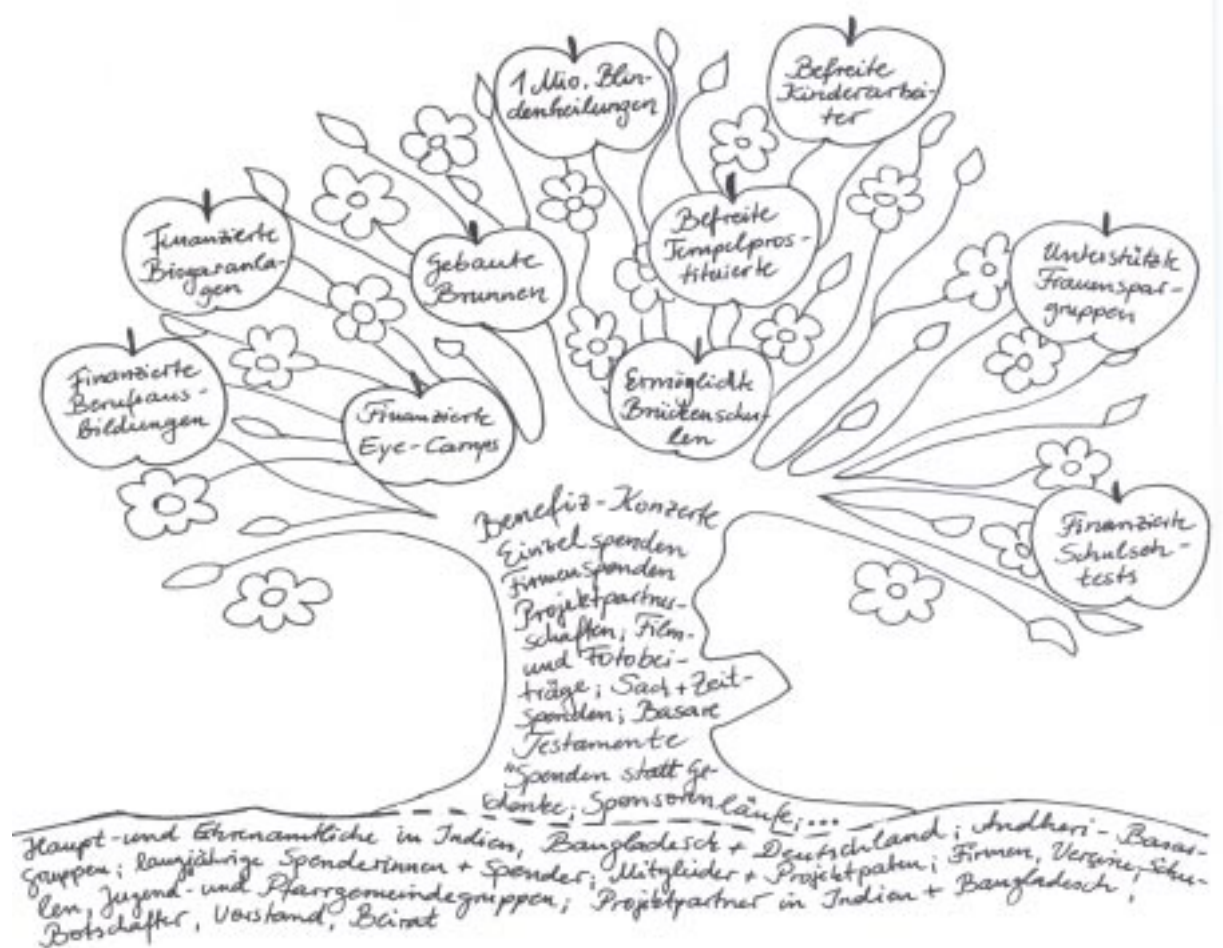 1 Mio. Blin-
denheilungen
Befreite
Kinderarbei-
ter
Finanzierte
Biogasanla-
gen
Gebaute
Brunnen
Befreite
Tempelpros-
tituierte
Unterstützte
Frauenspar-
gruppen
Finanzierte
Berufsaus-
bildungen
Finanzierte
Eye-Camps
Ermöglichte
Brückenschu-
len
Finanzierte
Schulseh-
tests
Benefiz-Konzerte
Einzelspenden
Firmenspenden
Projektpartner-
schaften; Film-
und Fotobei-
träge; Sach + Zeit-
spenden; Basare
Testamente
"Spenden statt Ge-
schenke; Sponsorenläufe;...
Haupt- und Ehrenamtliche in Indien, Bangladesch + Deutschland; Andheri-Basar-
gruppen; langjährige Spenderinnen + Spender; Mitglieder + Projektpaten; Firmen, Vereine, Schu-
len, Jugend- und Pfarrgemeindegruppen; Projektpartner in Indien + Bangladesch;
Botschafter, Vorstand, Beirat